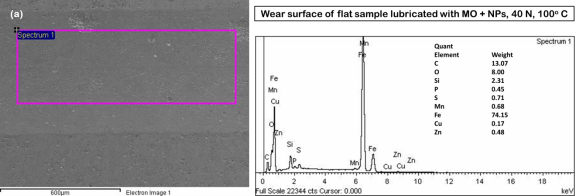 (a)
Spectrum 1
600µm
Electron Image 1
Wear surface of flat sample lubricated with MO + NPs, 40 N, 100º C
Spectrum 1
Quant
Element Weight
C 13.07
O 8.00
Si 2.31
P 0.45
S 0.71
Mn 0.68
Fe 74.15
Cu 0.17
Zn 0.48
Mn
Fe
Fe
Mn
Cu
O
Zn
C
Si
P
S
Mn
Fe
Cu
Zn
Cu
Zn
0 2 4 6 8 10 12 14 16 18
Full Scale 22344 cts Cursor: 0.000 keV